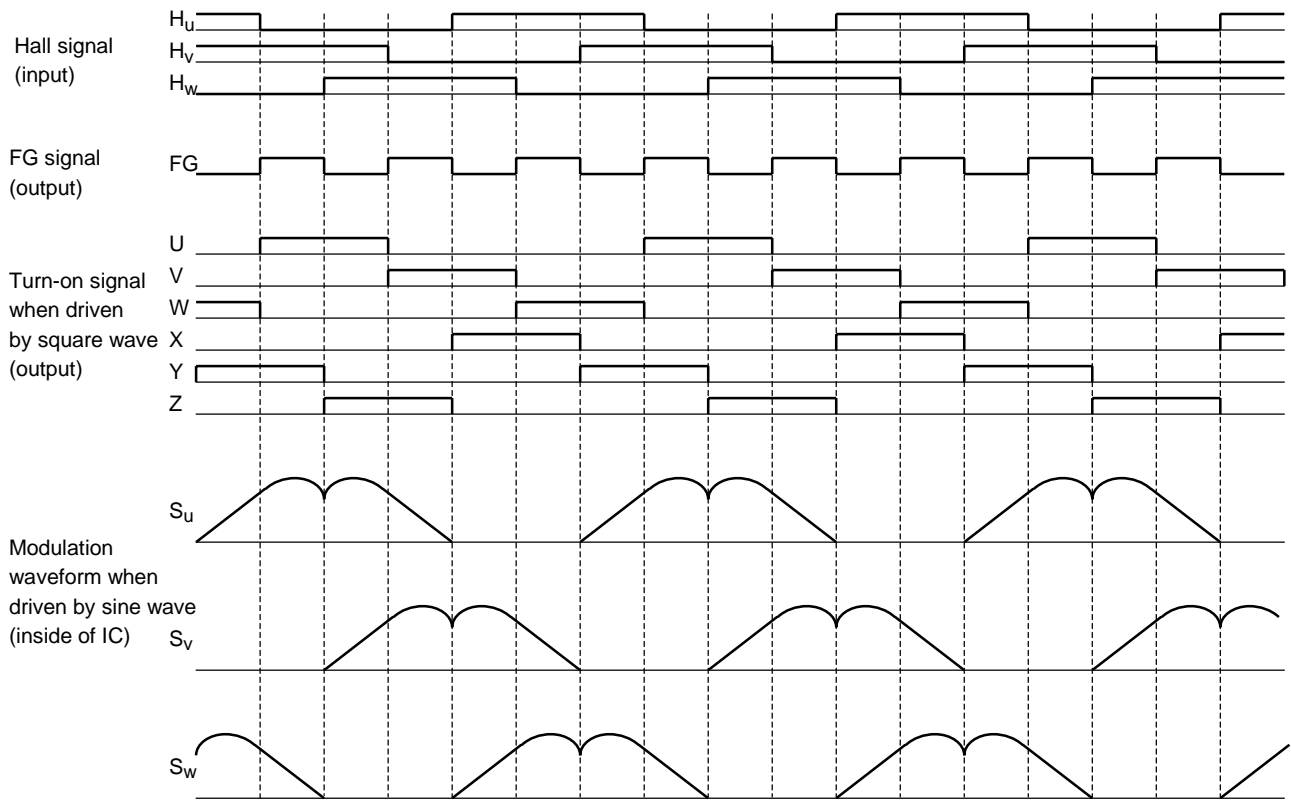 Hall signal
(input)
Hu
Hv
Hw
FG signal
(output)
FG
Turn-on signal
when driven
by square wave
(output)
U
V
W
X
Y
Z
Modulation
waveform when
driven by sine wave
(inside of IC)
Su
Sv
Sw